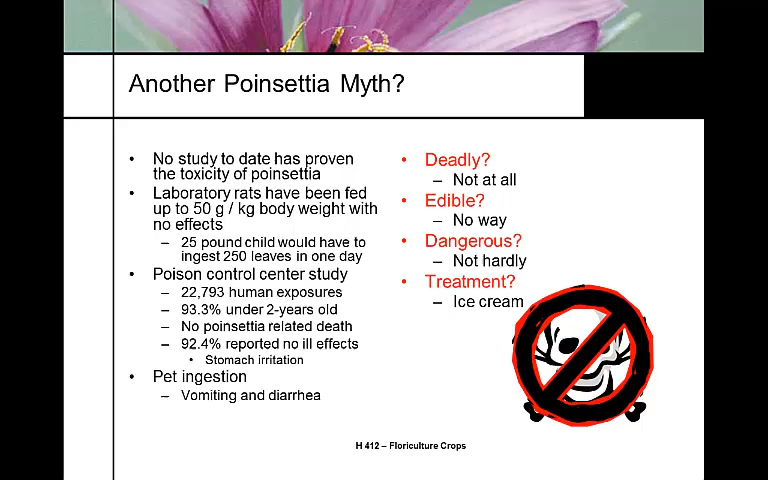 Another Poinsettia Myth?
• No study to date has proven
the toxicity of poinsettia
• Laboratory rats have been fed
up to 50 g / kg body weight with
no effects
– 25 pound child would have to
ingest 250 leaves in one day
• Poison control center study
– 22,793 human exposures
– 93.3% under 2-years old
– No poinsettia related death
– 92.4% reported no ill effects
• Stomach irritation
• Pet ingestion
– Vomiting and diarrhea
• Deadly?
– Not at all
• Edible?
– No way
• Dangerous?
– Not hardly
• Treatment?
– Ice cream
H 412 – Floriculture Crops